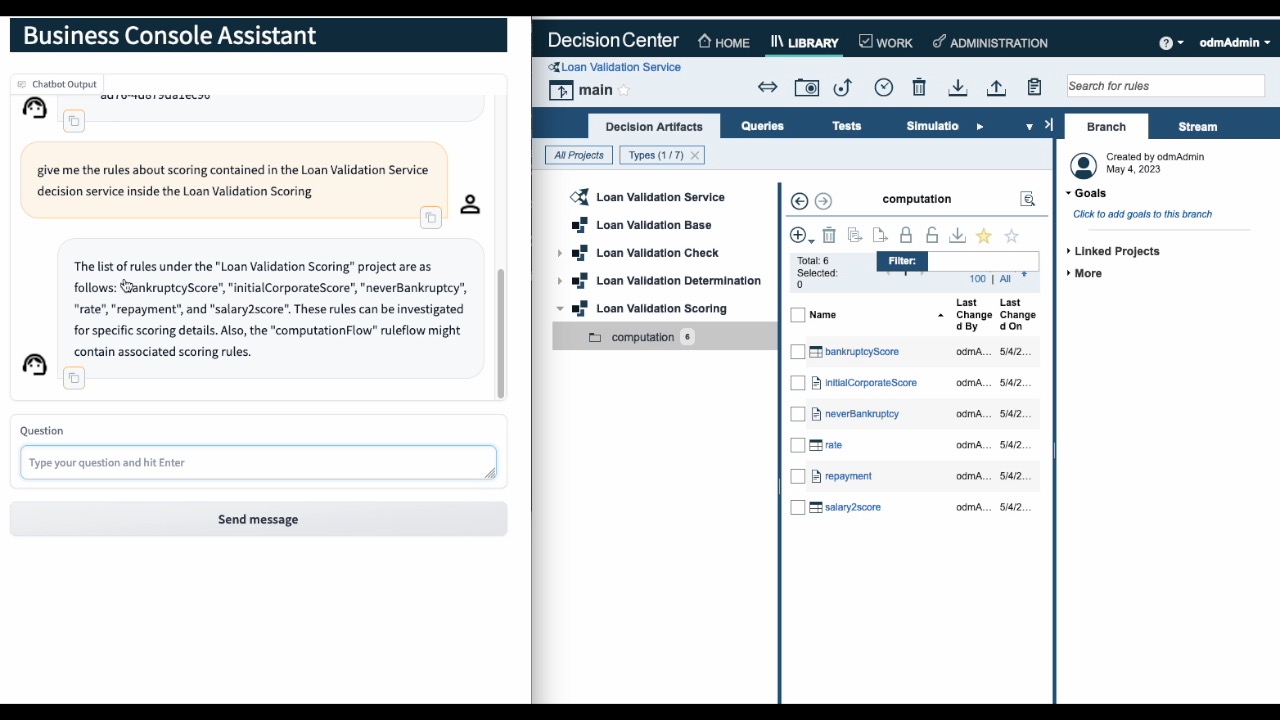 Business Console Assistant
Chatbot Output
give me the rules about scoring contained in the Loan Validation Service
decision service inside the Loan Validation Scoring
The list of rules under the "Loan Validation Scoring" project are as
follows: "bankruptcyScore", "initialCorporateScore", "neverBankruptcy",
"rate", "repayment", and "salary2score". These rules can be investigated
for specific scoring details. Also, the "computationFlow" ruleflow might
contain associated scoring rules.
Question
Type your question and hit Enter
Send message
DecisionCenter
HOME
LIBRARY
WORK
ADMINISTRATION
?
odmAdmin
Loan Validation Service
main
Search for rules
Decision Artifacts
Queries
Tests
Simulatio
Branch
Stream
All Projects
Types (1 / 7)
Loan Validation Service
Loan Validation Base
Loan Validation Check
Loan Validation Determination
Loan Validation Scoring
computation 6
computation
Total: 6
Selected:
0
Filter:
100 | All
Name
Last
Change
d By
Last
Change
d On
bankruptcyScore odmA... 5/4/2...
initialCorporateScore odmA... 5/4/2...
neverBankruptcy odmA... 5/4/2...
rate odmA... 5/4/2...
repayment odmA... 5/4/2...
salary2score odmA... 5/4/2...
Created by odmAdmin
May 4, 2023
Goals
Click to add goals to this branch
Linked Projects
More